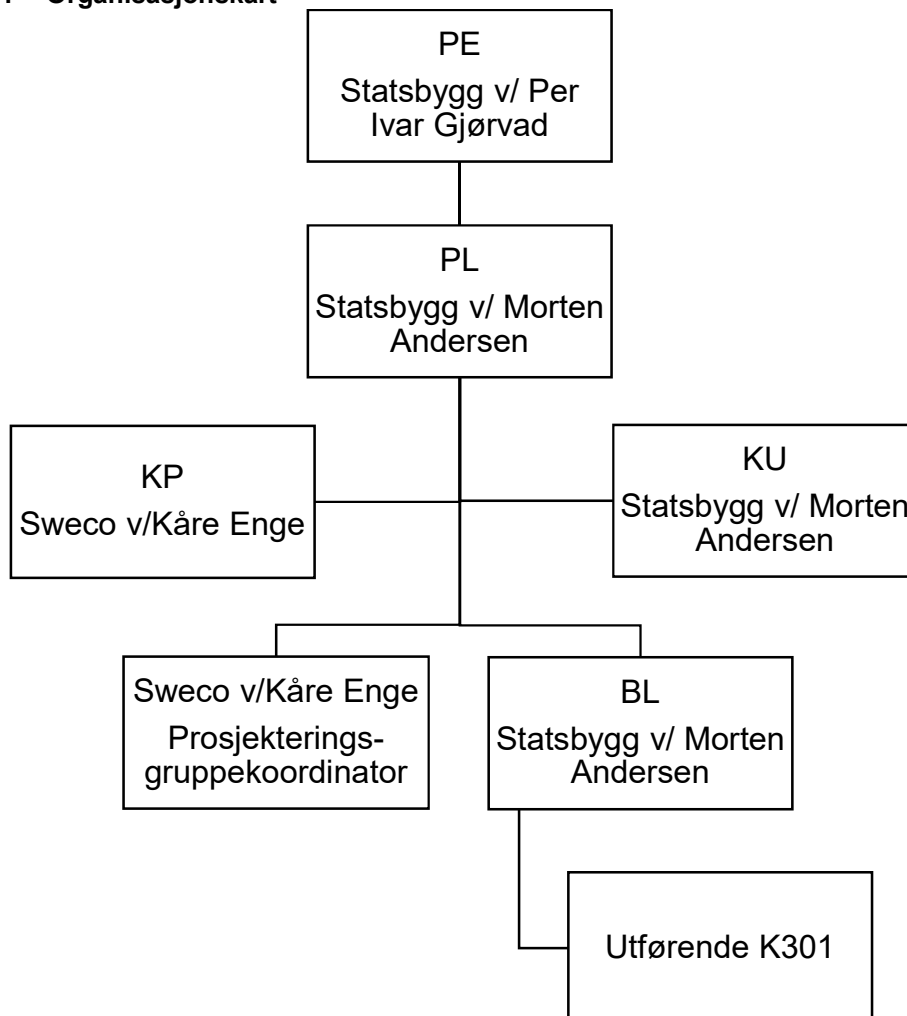 Organisasjonskart
PE
Statsbygg v/ Per
Ivar Gjørvad
PL
Statsbygg v/ Morten
Andersen
KP
Sweco v/Kåre Enge
KU
Statsbygg v/ Morten
Andersen
Sweco v/Kåre Enge
Prosjekterings-
gruppekoordinator
BL
Statsbygg v/ Morten
Andersen
Utførende K301